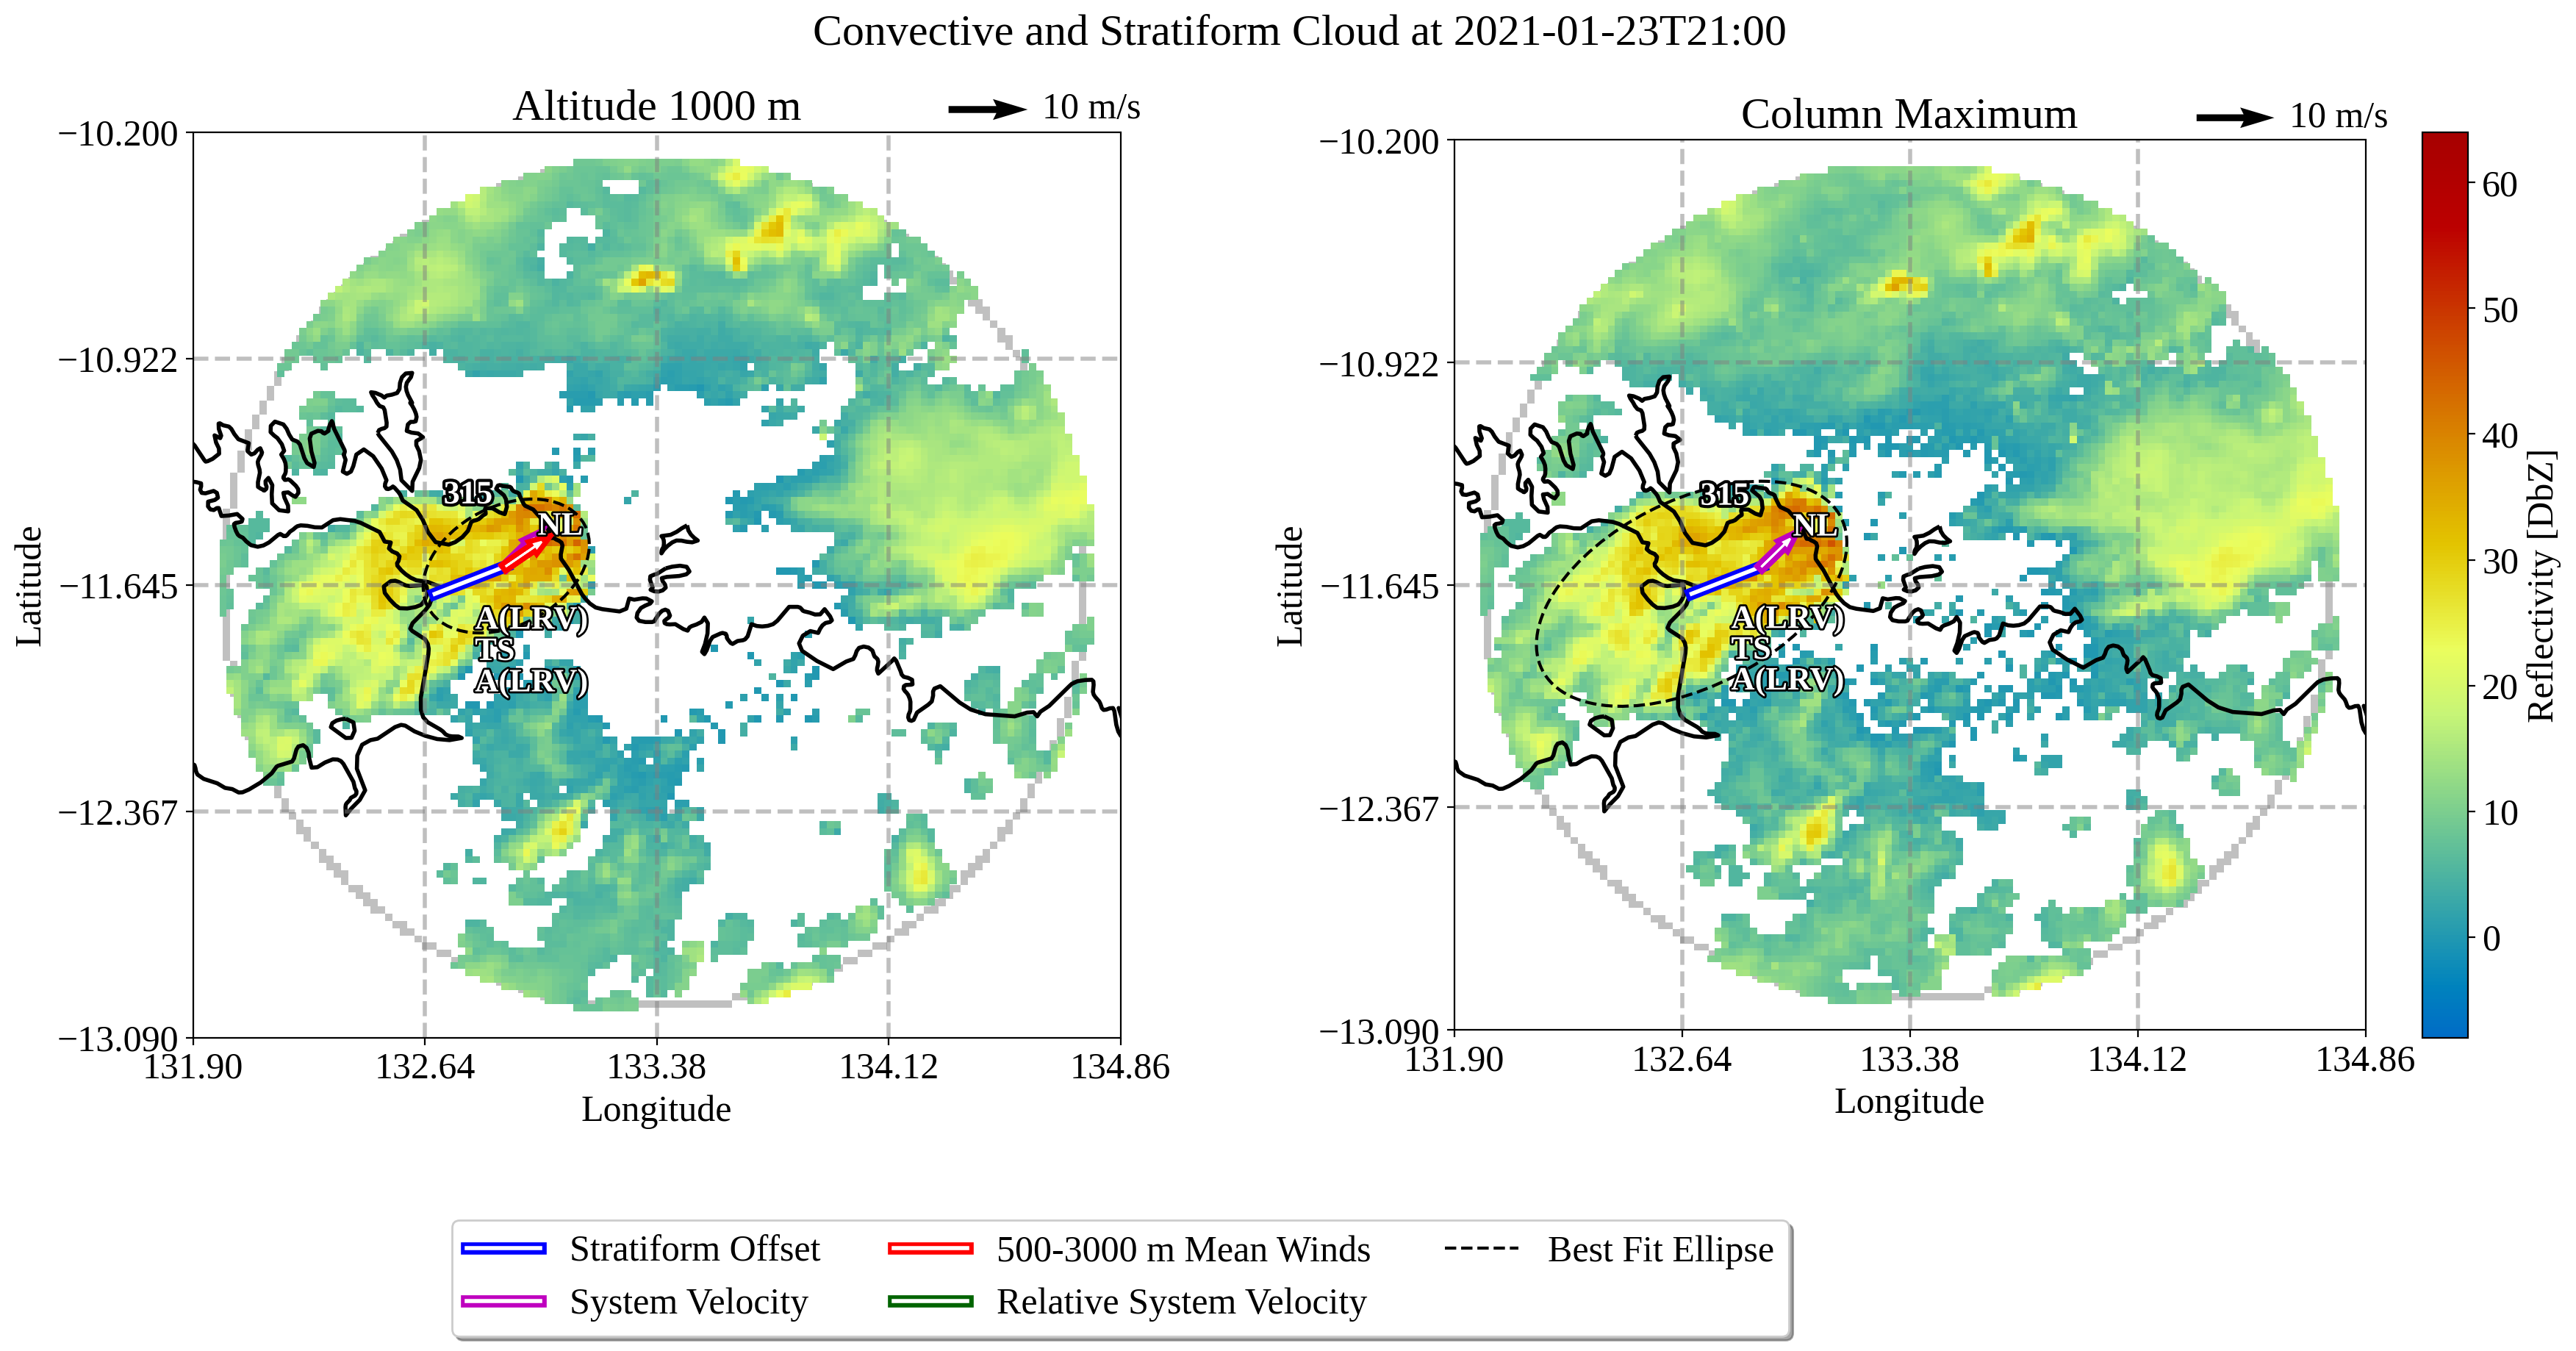 Convective and Stratiform Cloud at 2021-01-23T21:00
Altitude 1000 m
10 m/s
−10.200
−10.922
−11.645
−12.367
−13.090
Latitude
131.90
132.64
133.38
134.12
134.86
Longitude
315
NL
A(LRV)
TS
A(LRV)
Column Maximum
10 m/s
−10.200
−10.922
−11.645
−12.367
−13.090
Latitude
131.90
132.64
133.38
134.12
134.86
Longitude
315
NL
A(LRV)
TS
A(LRV)
60
50
40
30
20
10
0
Reflectivity [DbZ]
Stratiform Offset
500-3000 m Mean Winds
Best Fit Ellipse
System Velocity
Relative System Velocity